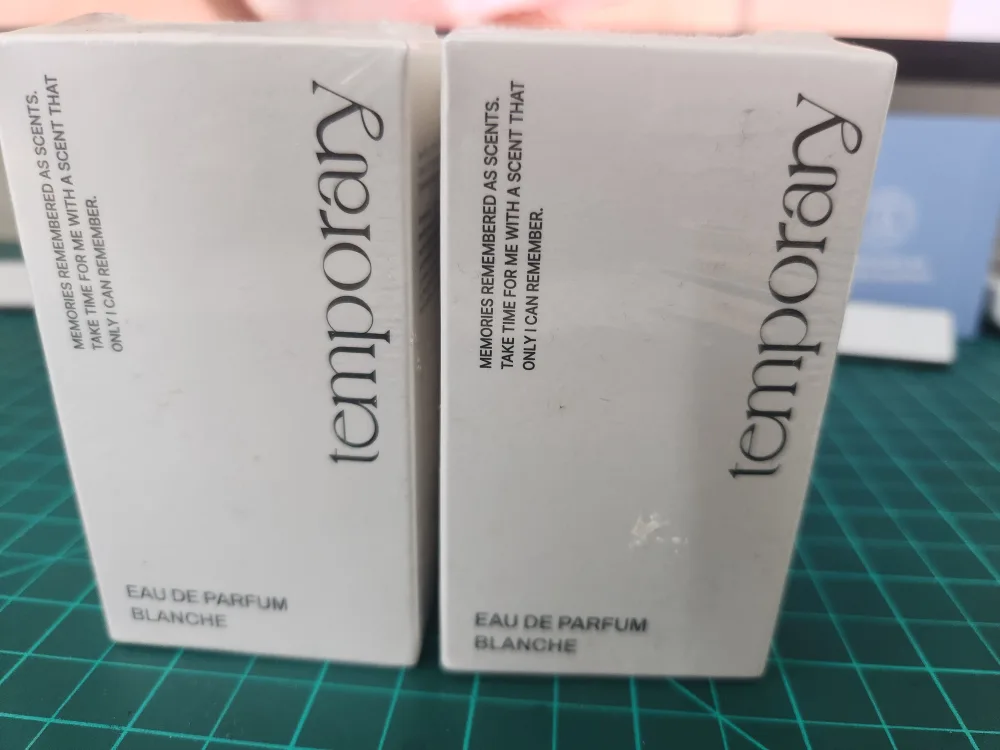 MEMORIES REMEMBERED AS SCENTS.
TAKE TIME FOR ME WITH A SCENT THAT
ONLY I CAN REMEMBER.
temporary
EAU DE PARFUM
BLANCHE
MEMORIES REMEMBERED AS SCENTS.
TAKE TIME FOR ME WITH A SCENT THAT
ONLY I CAN REMEMBER.
temporary
EAU DE PARFUM
BLANCHE